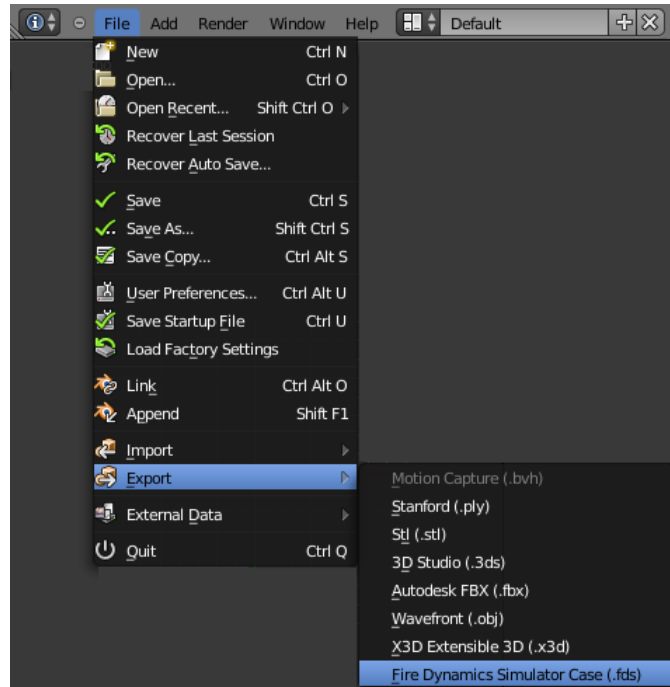 File Add Render Window Help Default
New Ctrl N
Open... Ctrl O
Open Recent... Shift Ctrl O
Recover Last Session
Recover Auto Save...
Save Ctrl S
Save As... Shift Ctrl S
Save Copy... Ctrl Alt S
User Preferences... Ctrl Alt U
Save Startup File Ctrl U
Load Factory Settings
Link Ctrl Alt O
Append Shift F1
Import
Export
Motion Capture (.bvh)
Stanford (.ply)
External Data
Stl (.stl)
Quit Ctrl Q
3D Studio (.3ds)
Autodesk FBX (.fbx)
Wavefront (.obj)
X3D Extensible 3D (.x3d)
Fire Dynamics Simulator Case (.fds)